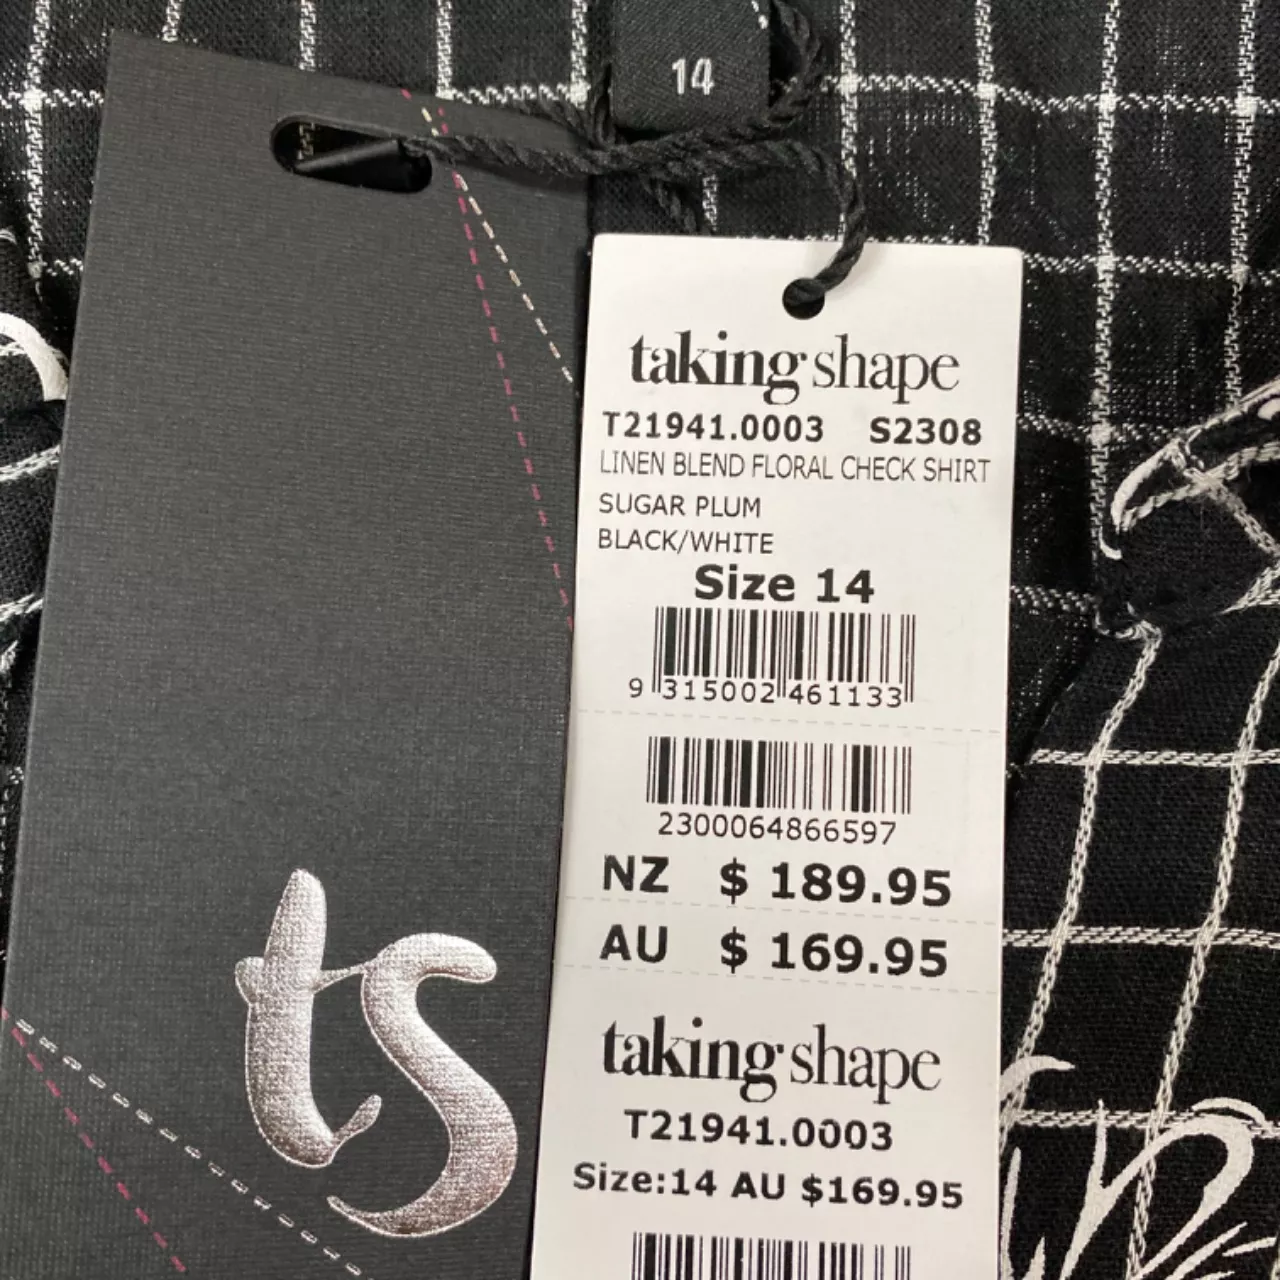 14
taking shape
T21941.0003 S2308
LINEN BLEND FLORAL CHECK SHIRT
SUGAR PLUM
BLACK/WHITE
Size 14
9 315002 461133
2300064866597
NZ $ 189.95
AU $ 169.95
taking shape
T21941.0003
Size:14 AU $169.95
ts